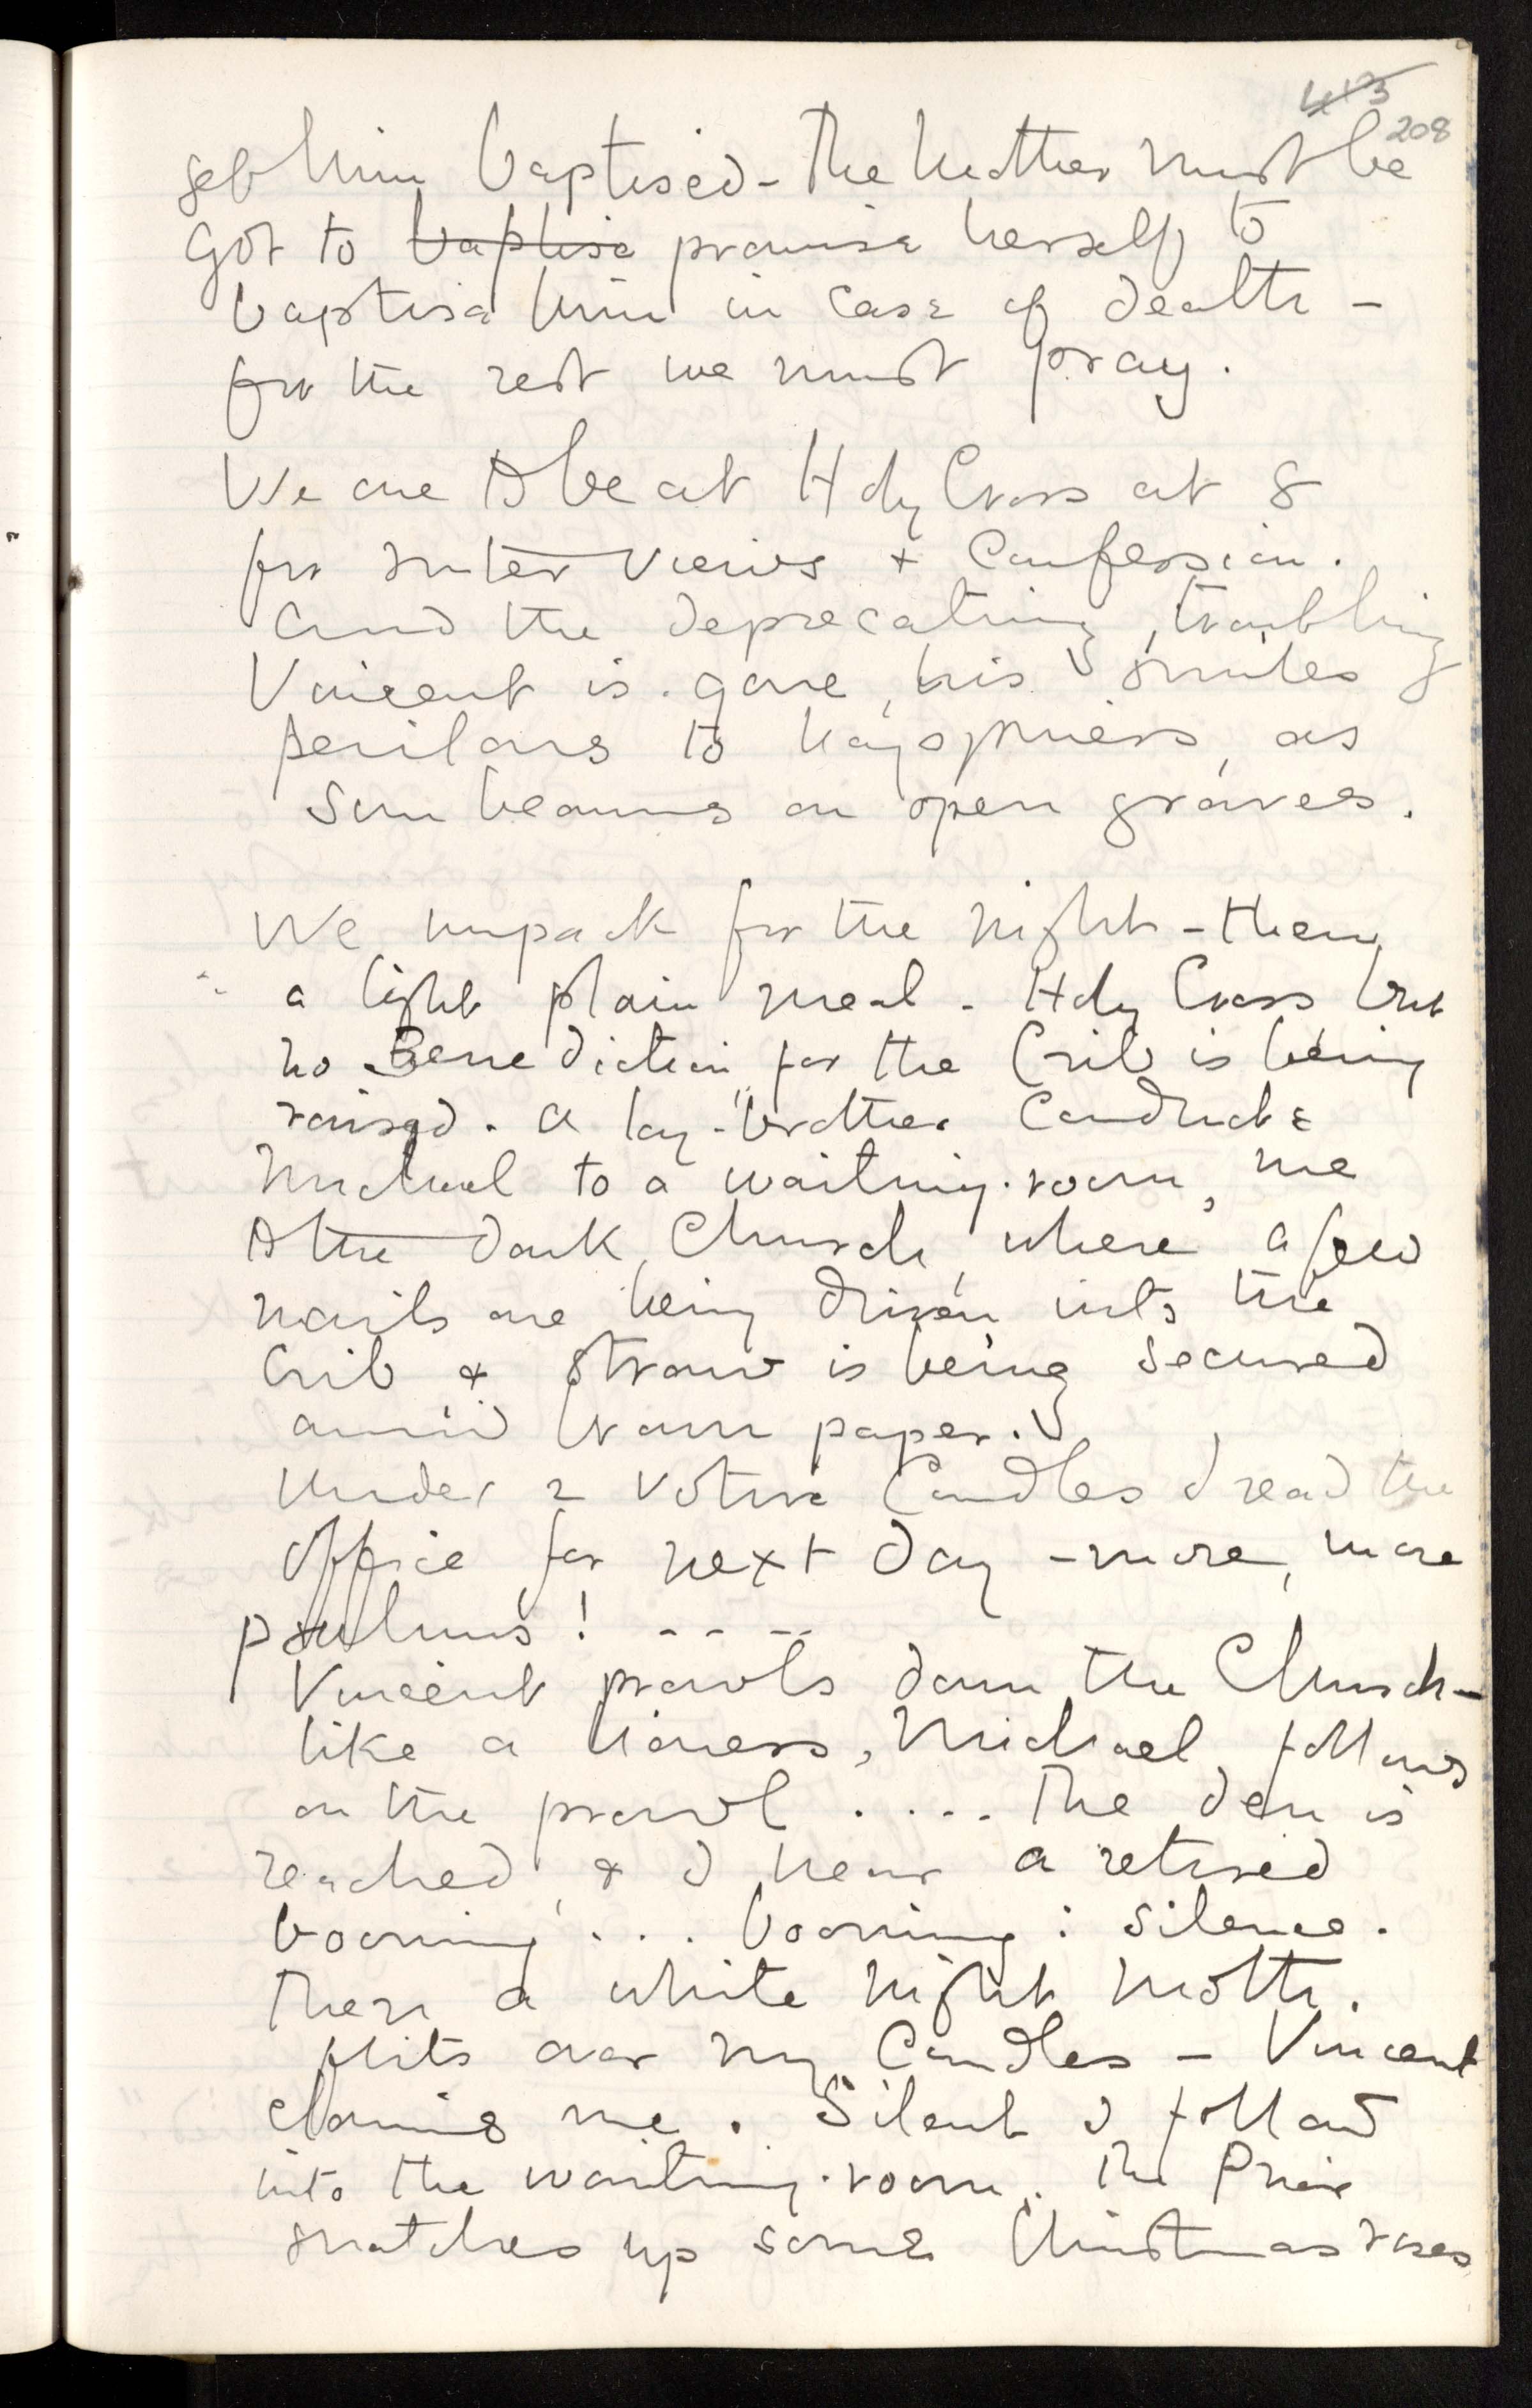 413
208
get him baptised - The Mother must be
got to baptise promise herself to
baptise him in case of death -
for the rest we must pray.
We are to be at Holy Cross at 8
for interviews & Confession.
And the deprecating, troubling
Vincent is gone, his smiles
perilous to happiness, as
sunbeams on open graves.
We unpack for the night - then
a light plain meal - Holy Cross but
no Benediction, for the Crib is being
raised. A lay-brother conducts
Michael to a waiting-room, me
to the dark Church, where a few
nails are being driven into the
Crib & straw is being secured
amid brown paper.
Under 2 votive Candles I read the
Office for next day - more, more
psalms! - - - -
Vincent prowls down the Church -
like a lioness, Michael follows
on the prowl .... The den is
reached, & I hear a retired
booming ... booming : silence.
Then a white night moth
flits over my Candles - Vincent
claims me. Silent I follow
into the waiting-room. The Prior
snatches up some Christmas roses